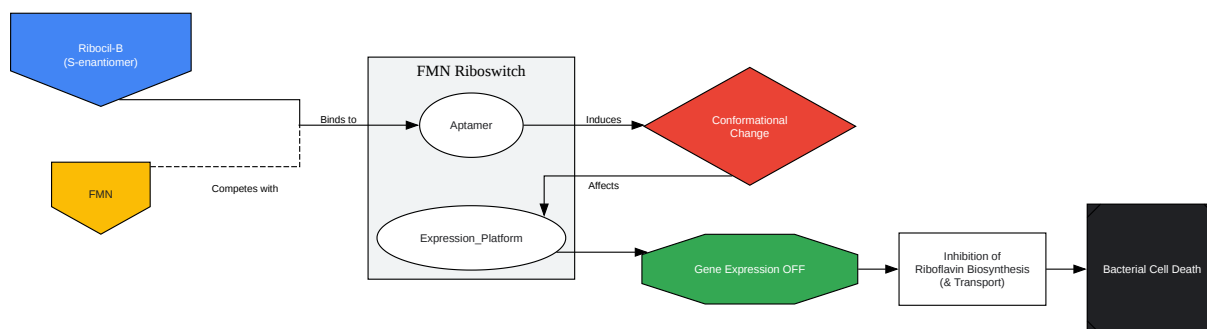 Ribocil-B
(S-enantiomer)
FMN
Competes with
Binds to
FMN Riboswitch
Aptamer
Induces
Conformational
Change
Affects
Expression_Platform
Gene Expression OFF
Inhibition of
Riboflavin Biosynthesis
(& Transport)
Bacterial Cell Death